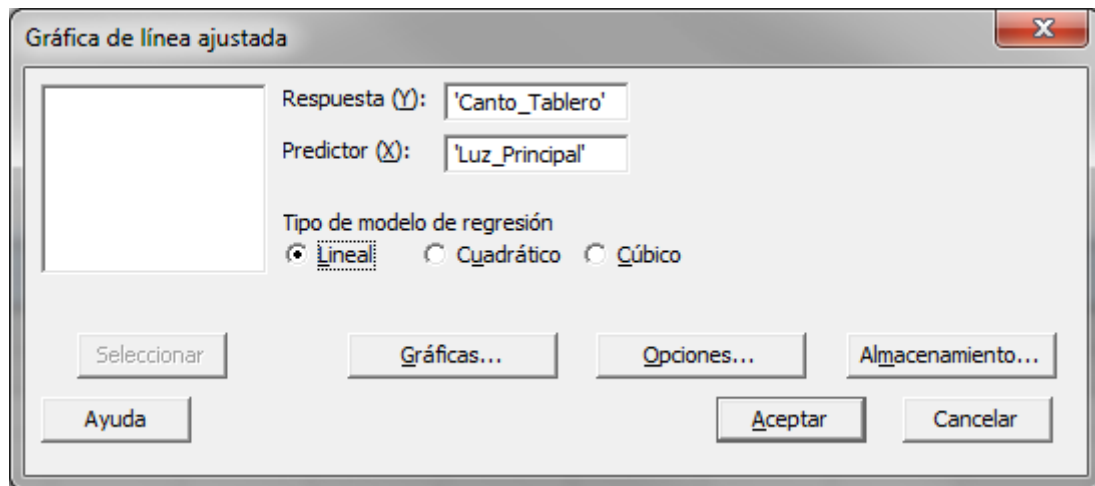 Gráfica de línea ajustada
Respuesta (Y): 'Canto_Tablero'
Predictor (X): 'Luz_Principal'
Tipo de modelo de regresión
Lineal Cuadrático Cúbico
Seleccionar Gráficas... Opciones... Almacenamiento...
Ayuda Aceptar Cancelar